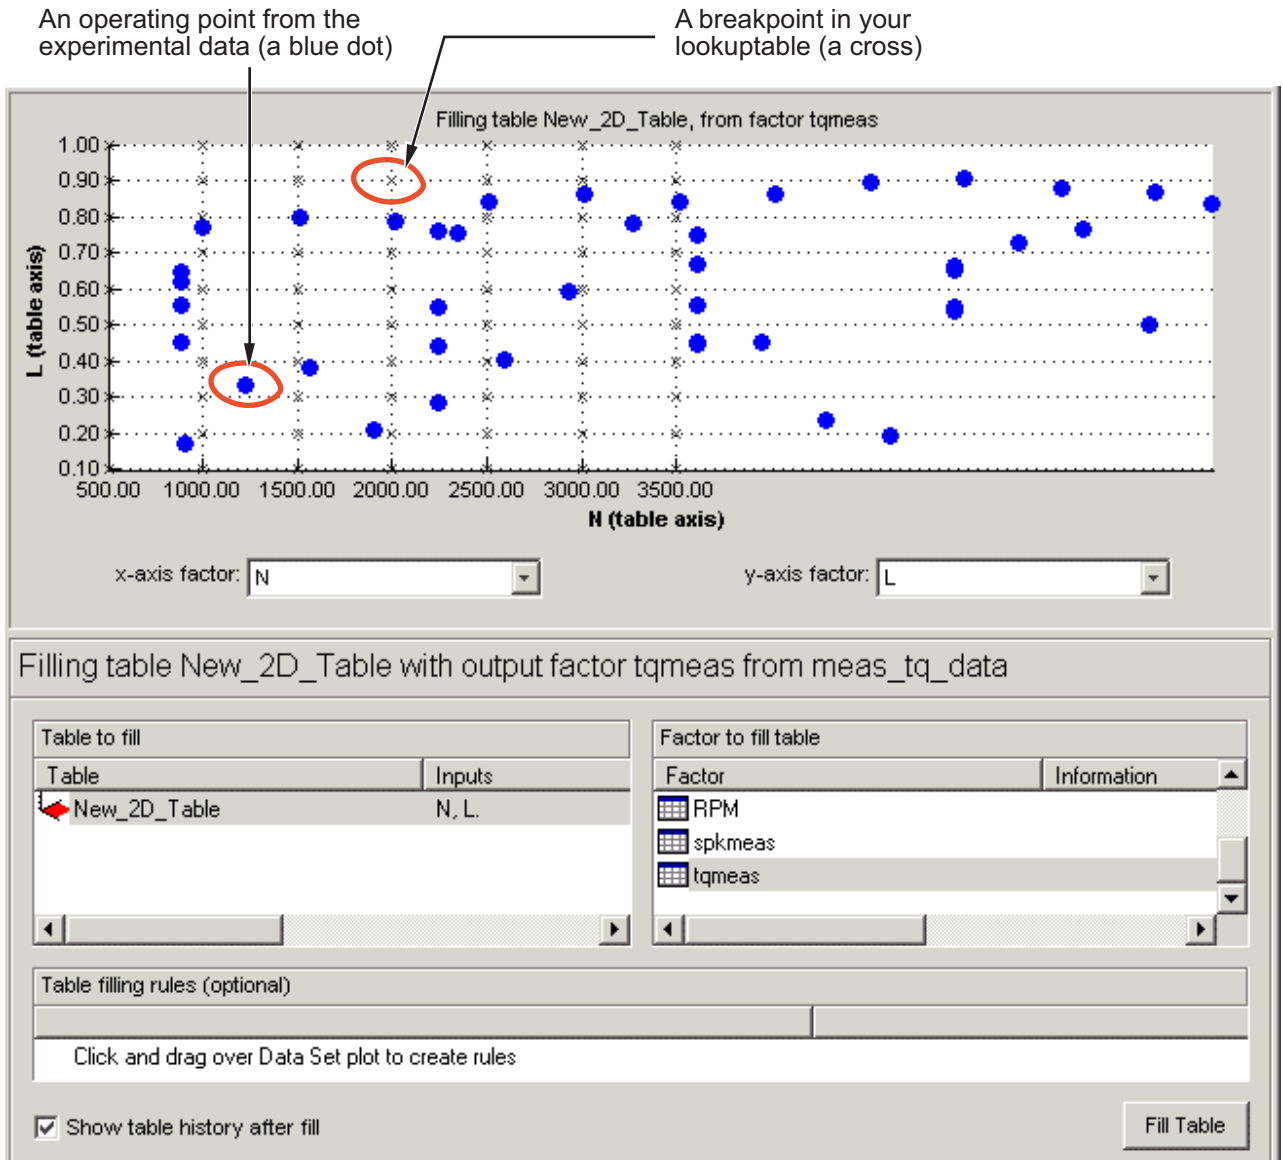 An operating point from the
experimental data (a blue dot)
A breakpoint in your
lookuptable (a cross)
Filling table New_2D_Table, from factor tqmeas
1.00
0.90
0.80
0.70
0.60
0.50
0.40
0.30
0.20
0.10
L (table axis)
500.00 1000.00 1500.00 2000.00 2500.00 3000.00 3500.00
N (table axis)
x-axis factor: N
y-axis factor: L
Filling table New_2D_Table with output factor tqmeas from meas_tq_data
Table to fill
Table Inputs
New_2D_Table N, L.
Factor to fill table
Factor Information
RPM
spkmeas
tqmeas
Table filling rules (optional)
Click and drag over Data Set plot to create rules
Show table history after fill
Fill Table